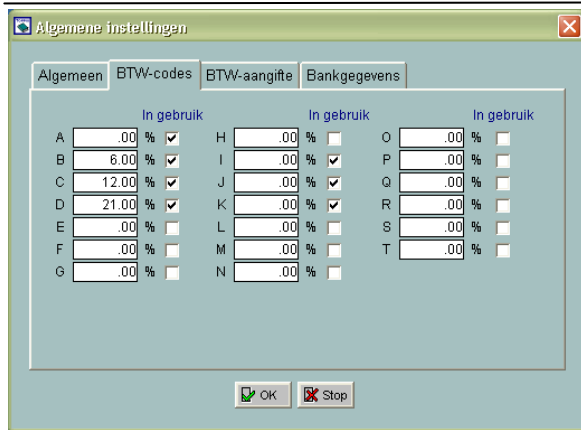 Algemene instellingen
Algemeen BTW-codes BTW-aangifte Bankgegevens
In gebruik In gebruik In gebruik
A .00 % H .00 % O .00 %
B 6.00 % I .00 % P .00 %
C 12.00 % J .00 % Q .00 %
D 21.00 % K .00 % R .00 %
E .00 % L .00 % S .00 %
F .00 % M .00 % T .00 %
G .00 % N .00 %
OK Stop